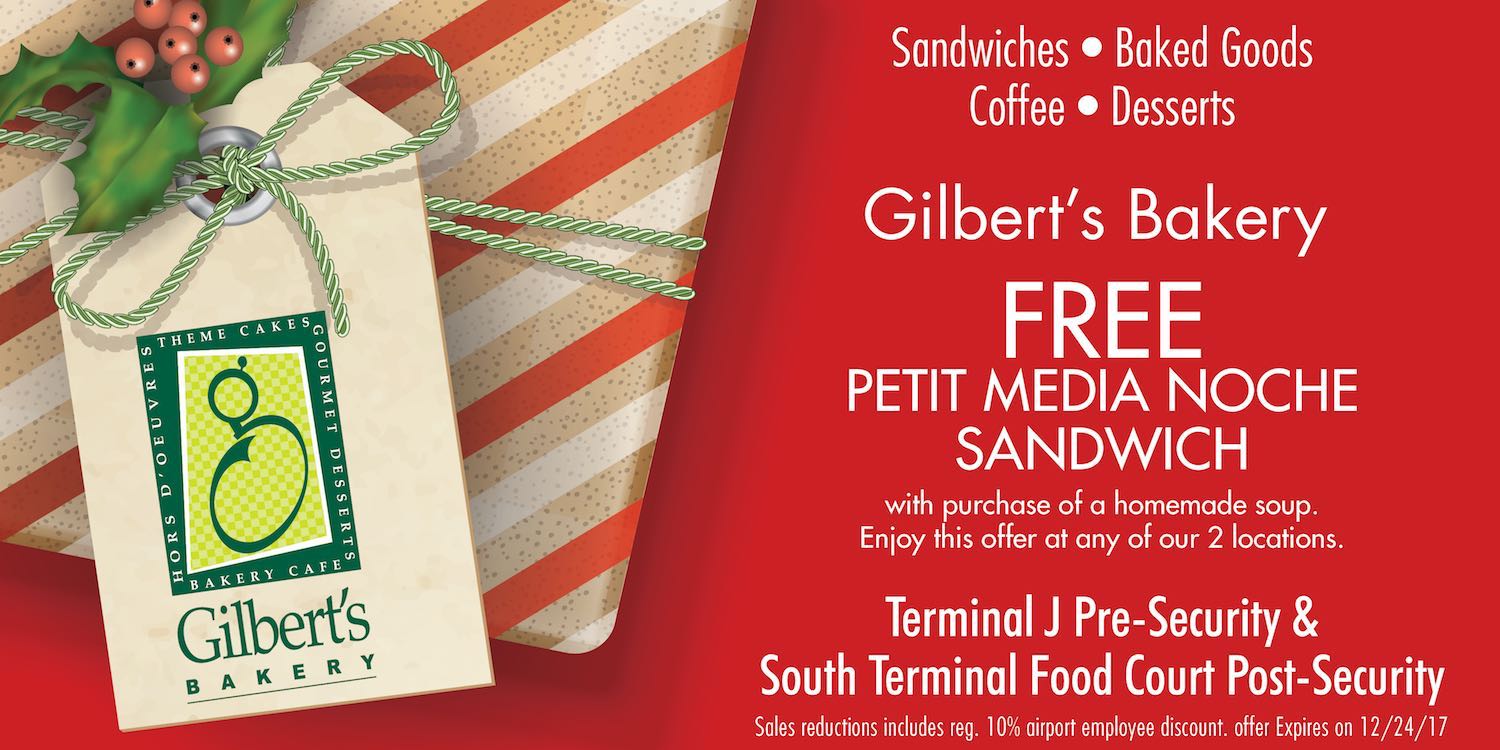 THEME CAKES
GOURMET DESSERTS
HORS D'OEUVRES
BAKERY CAFE
Gilbert's
BAKERY
Sandwiches • Baked Goods
Coffee • Desserts
Gilbert's Bakery
FREE
PETIT MEDIA NOCHE
SANDWICH
with purchase of a homemade soup.
Enjoy this offer at any of our 2 locations.
Terminal J Pre-Security &
South Terminal Food Court Post-Security
Sales reductions includes reg. 10% airport employee discount. offer Expires on 12/24/17